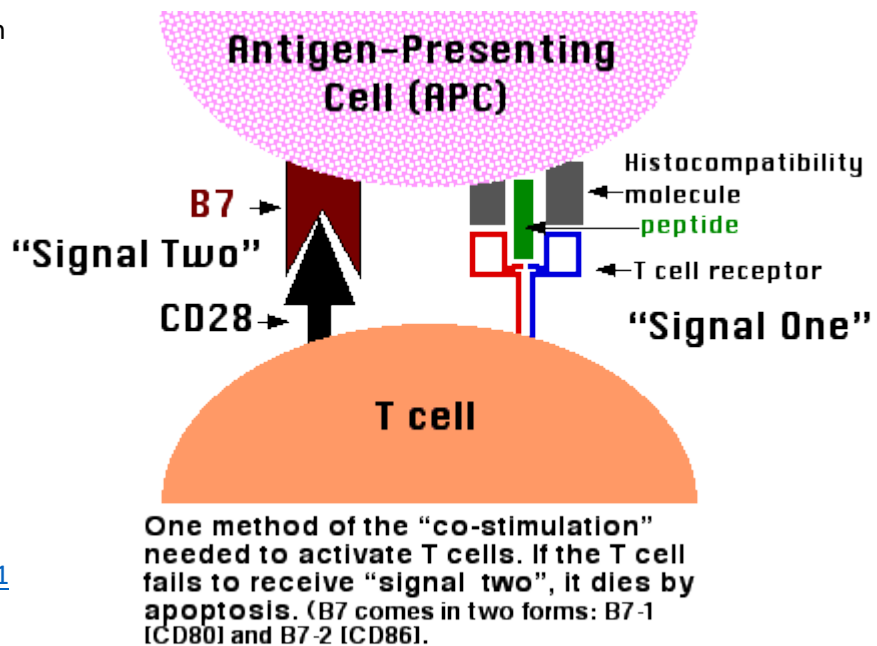 n
Antigen-Presenting
Cell (APC)
Histocompatibility
molecule
B7
peptide
"Signal Two"
T cell receptor
CD28
"Signal One"
T cell
One method of the "co-stimulation"
needed to activate T cells. If the T cell
fails to receive "signal two", it dies by
1
apoptosis. (B7 comes in two forms: B7-1
[CD80] and B7-2 [CD86].